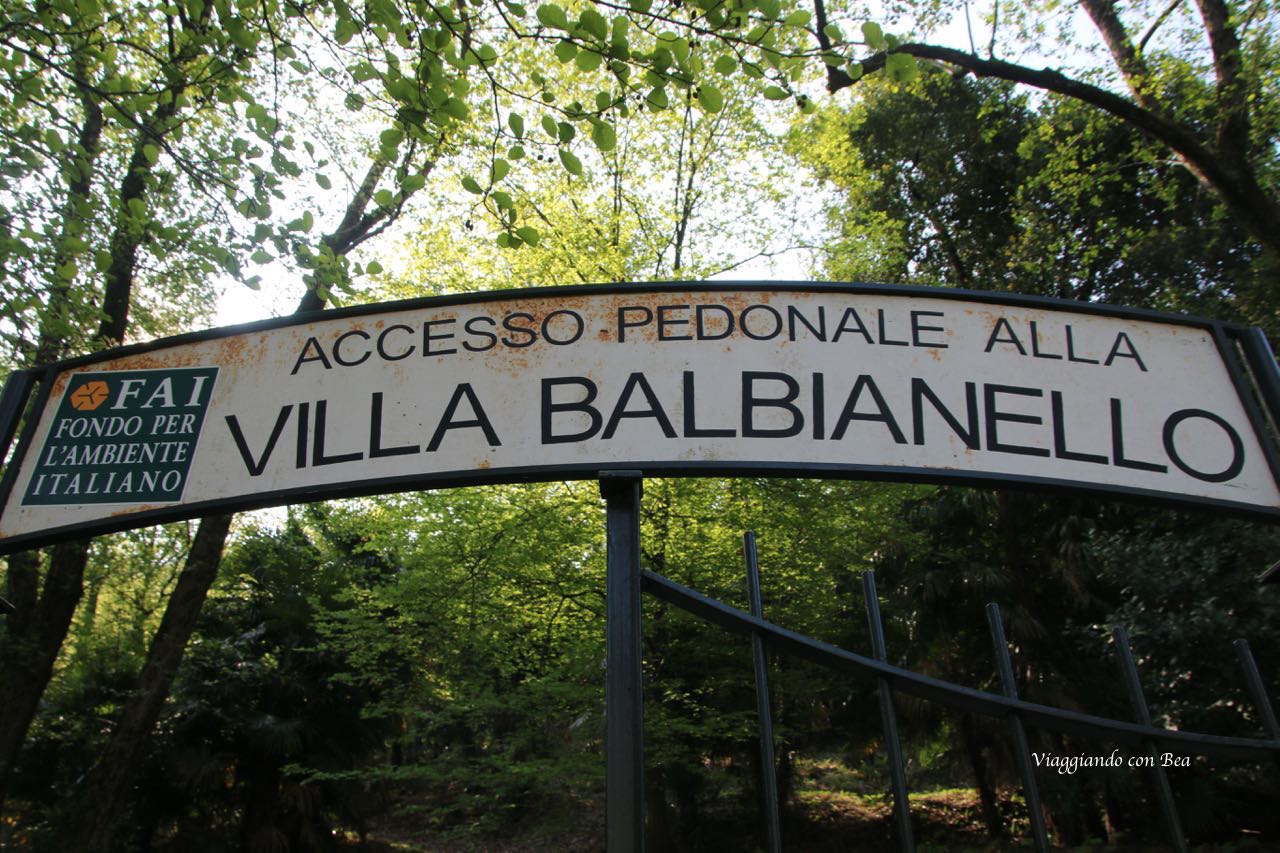 ACCESSO PEDONALE ALLA
VILLA BALBIANELLO
FAI
FONDO PER
L'AMBIENTE
ITALIANO
Viaggiando con Bea